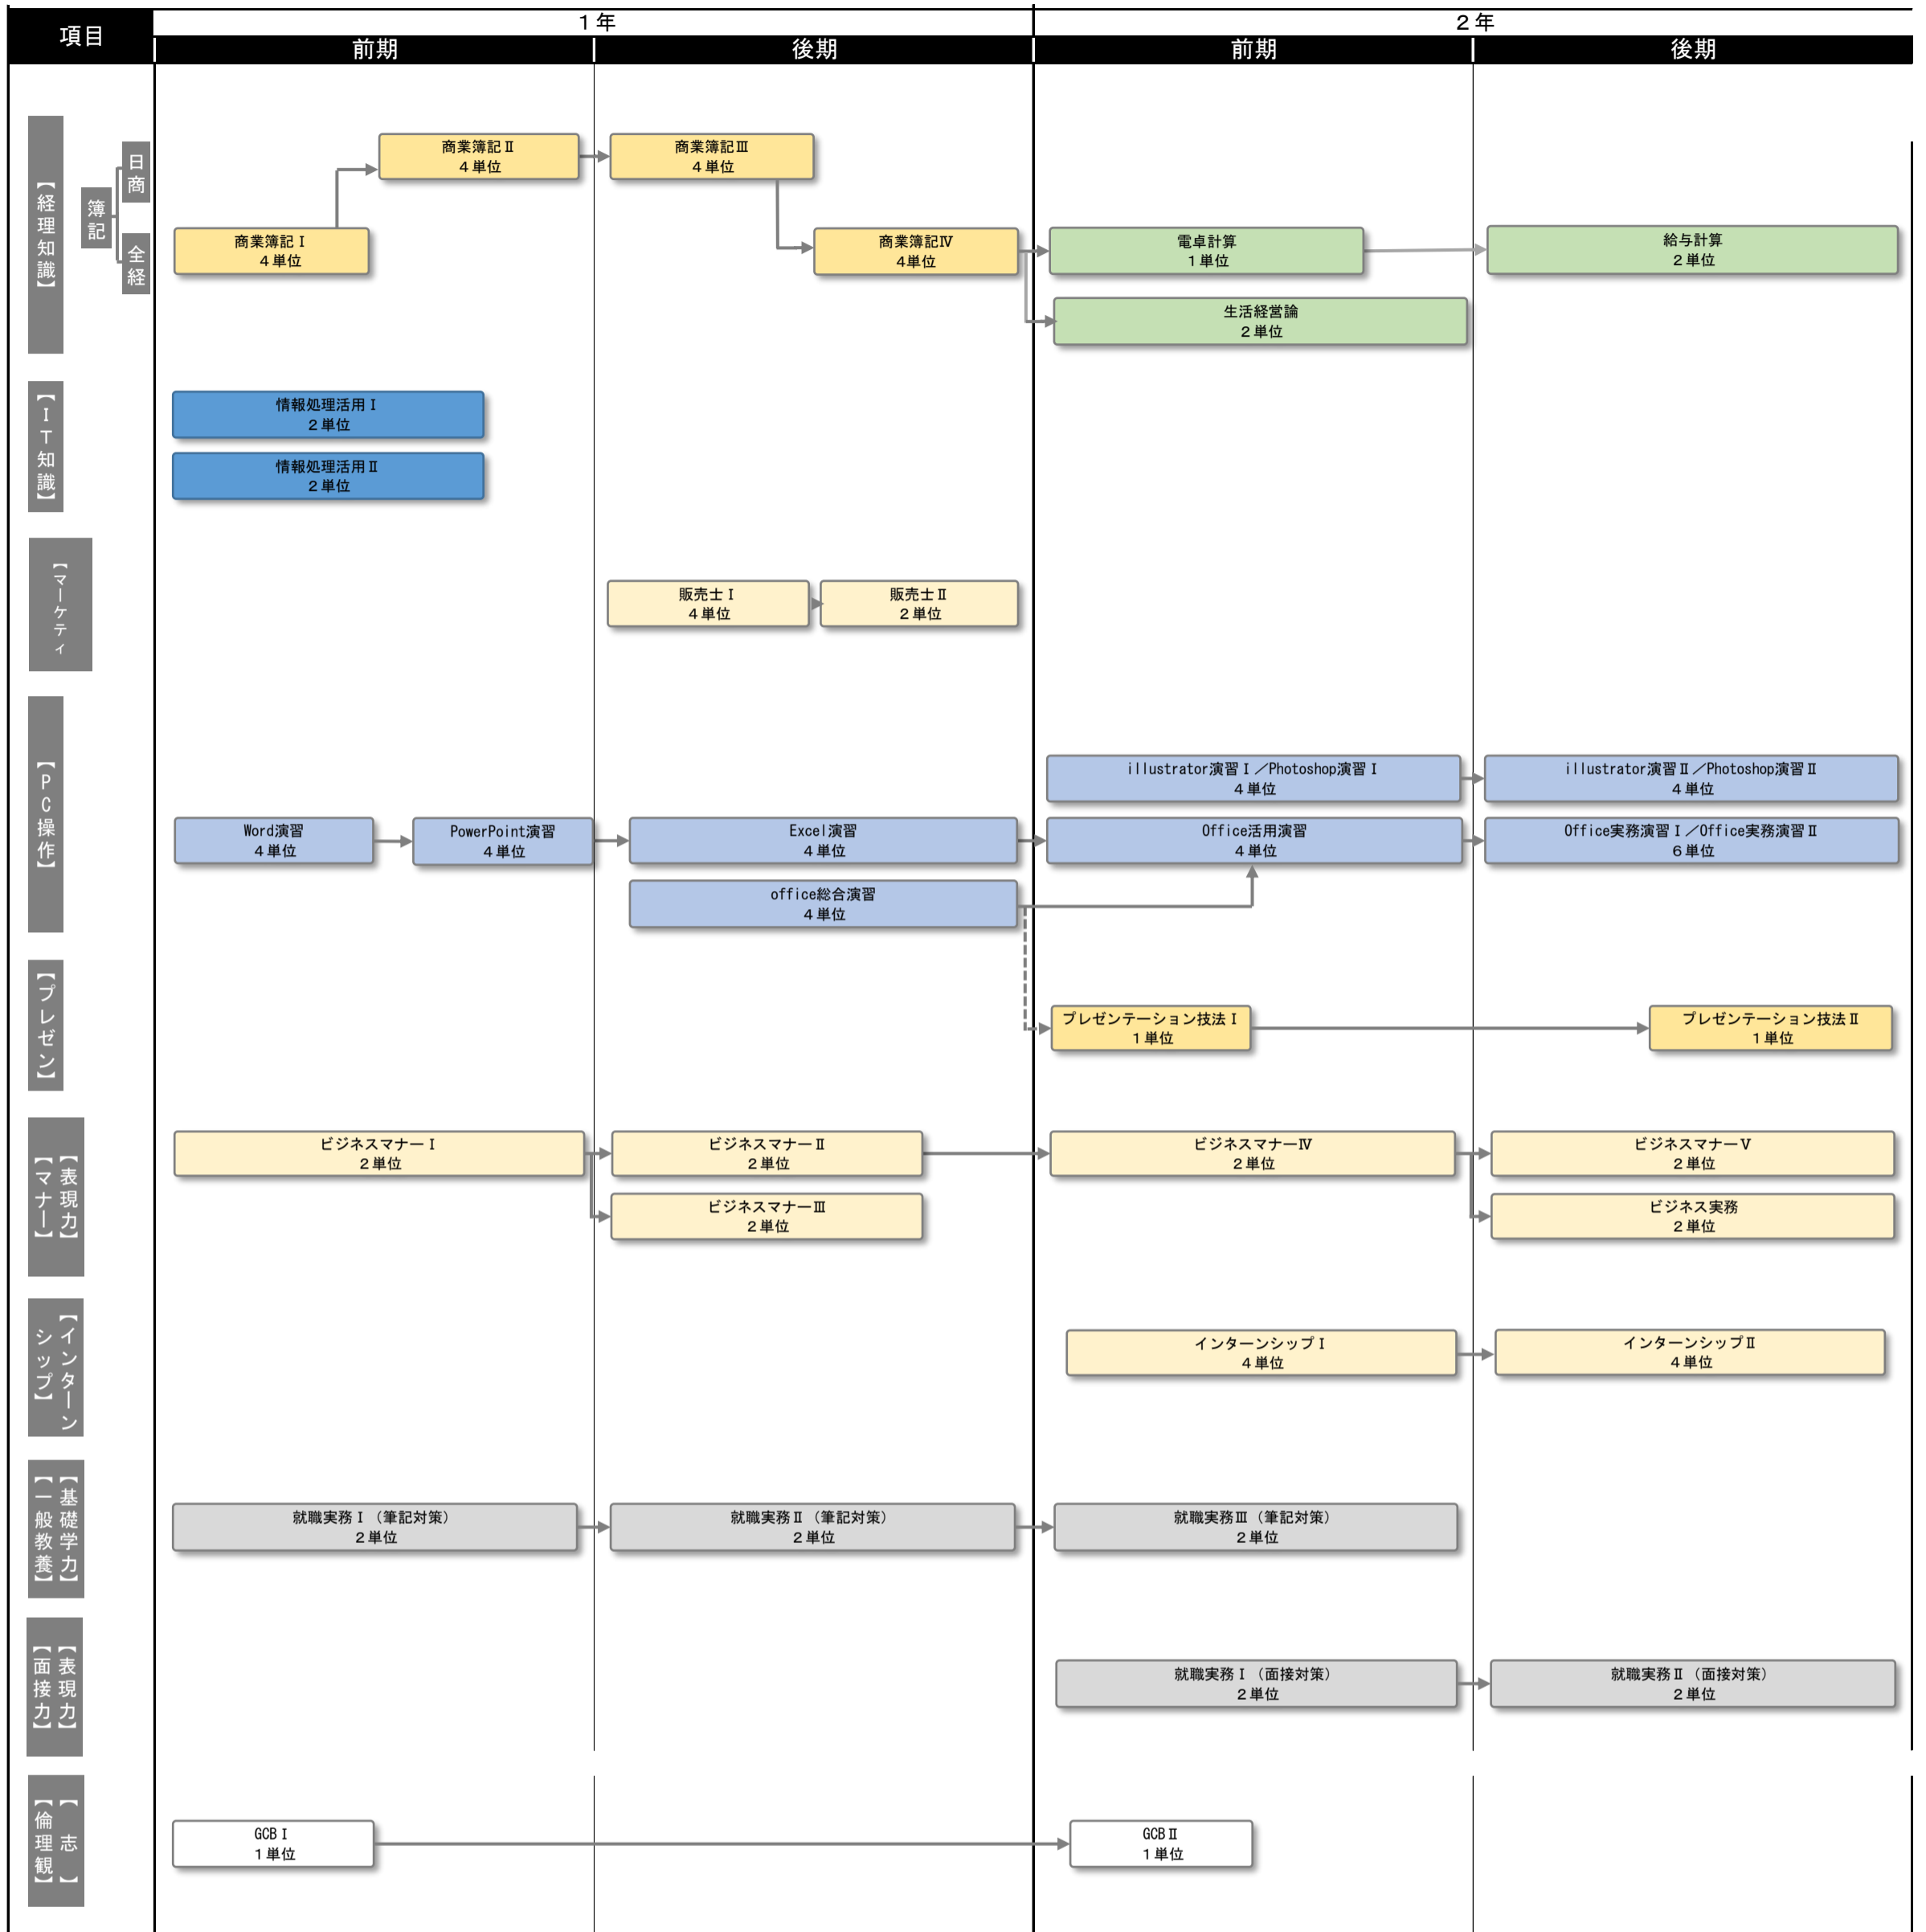 項目
１年
２年
前期
後期
前期
後期
【経理知識】
簿記
日商
全経
商業簿記Ⅰ
４単位
商業簿記Ⅱ
４単位
商業簿記Ⅲ
４単位
商業簿記Ⅳ
4単位
電卓計算
１単位
給与計算
２単位
生活経営論
２単位
【ＩＴ知識】
情報処理活用Ⅰ
２単位
情報処理活用Ⅱ
２単位
【マーケティ
販売士Ⅰ
４単位
販売士Ⅱ
２単位
【ＰＣ操作】
illustrator演習Ⅰ／Photoshop演習Ⅰ
４単位
illustrator演習Ⅱ／Photoshop演習Ⅱ
４単位
Word演習
４単位
PowerPoint演習
４単位
Excel演習
４単位
Office活用演習
４単位
Office実務演習Ⅰ／Office実務演習Ⅱ
６単位
office総合演習
４単位
【プレゼン】
プレゼンテーション技法Ⅰ
１単位
プレゼンテーション技法Ⅱ
１単位
【表現力】
【マナー】
ビジネスマナーⅠ
２単位
ビジネスマナーⅡ
２単位
ビジネスマナーⅣ
２単位
ビジネスマナーⅤ
２単位
ビジネスマナーⅢ
２単位
ビジネス実務
２単位
【インターン
シップ】
インターンシップⅠ
４単位
インターンシップⅡ
４単位
【基礎学力】
【一般教養】
就職実務Ⅰ（筆記対策）
２単位
就職実務Ⅱ（筆記対策）
２単位
就職実務Ⅲ（筆記対策）
２単位
【表現力】
【面接力】
就職実務Ⅰ（面接対策）
２単位
就職実務Ⅱ（面接対策）
２単位
【　志　】
【倫理観】
GCBⅠ
１単位
GCBⅡ
１単位